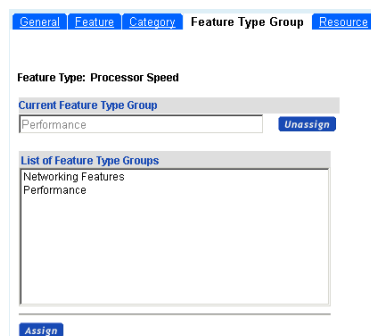 General Feature Category Feature Type Group Resource
Feature Type: Processor Speed
Current Feature Type Group
Performance Unassign
List of Feature Type Groups
Networking Features
Performance
Assign